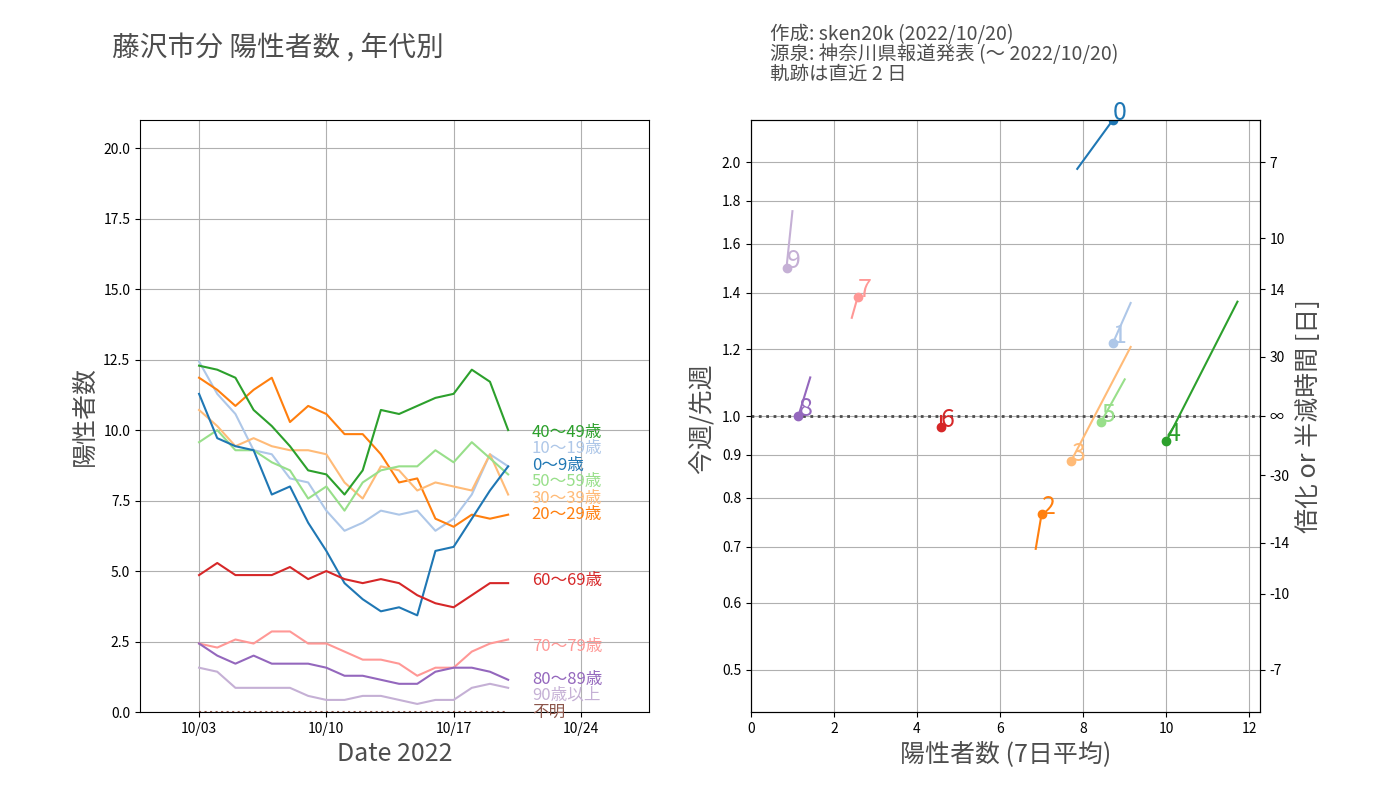 藤沢市分 陽性者数 , 年代別
作成: sken20k (2022/10/20)
源泉: 神奈川県報道発表 (～ 2022/10/20)
軌跡は直近 2 日
陽性者数
20.0
17.5
15.0
12.5
10.0
7.5
5.0
2.5
0.0
10/03
10/10
10/17
10/24
Date 2022
40～49歳
10～19歳
0～9歳
50～59歳
30～39歳
20～29歳
60～69歳
70～79歳
80～89歳
90歳以上
不明
今週/先週
2.0
1.8
1.6
1.4
1.2
1.0
0.9
0.8
0.7
0.6
0.5
0
2
4
6
8
10
12
陽性者数 (7日平均)
0
9
7
1
8
6
5
4
3
2
7
10
14
30
∞
-30
-14
-10
-7
倍化 or 半減時間 [日]